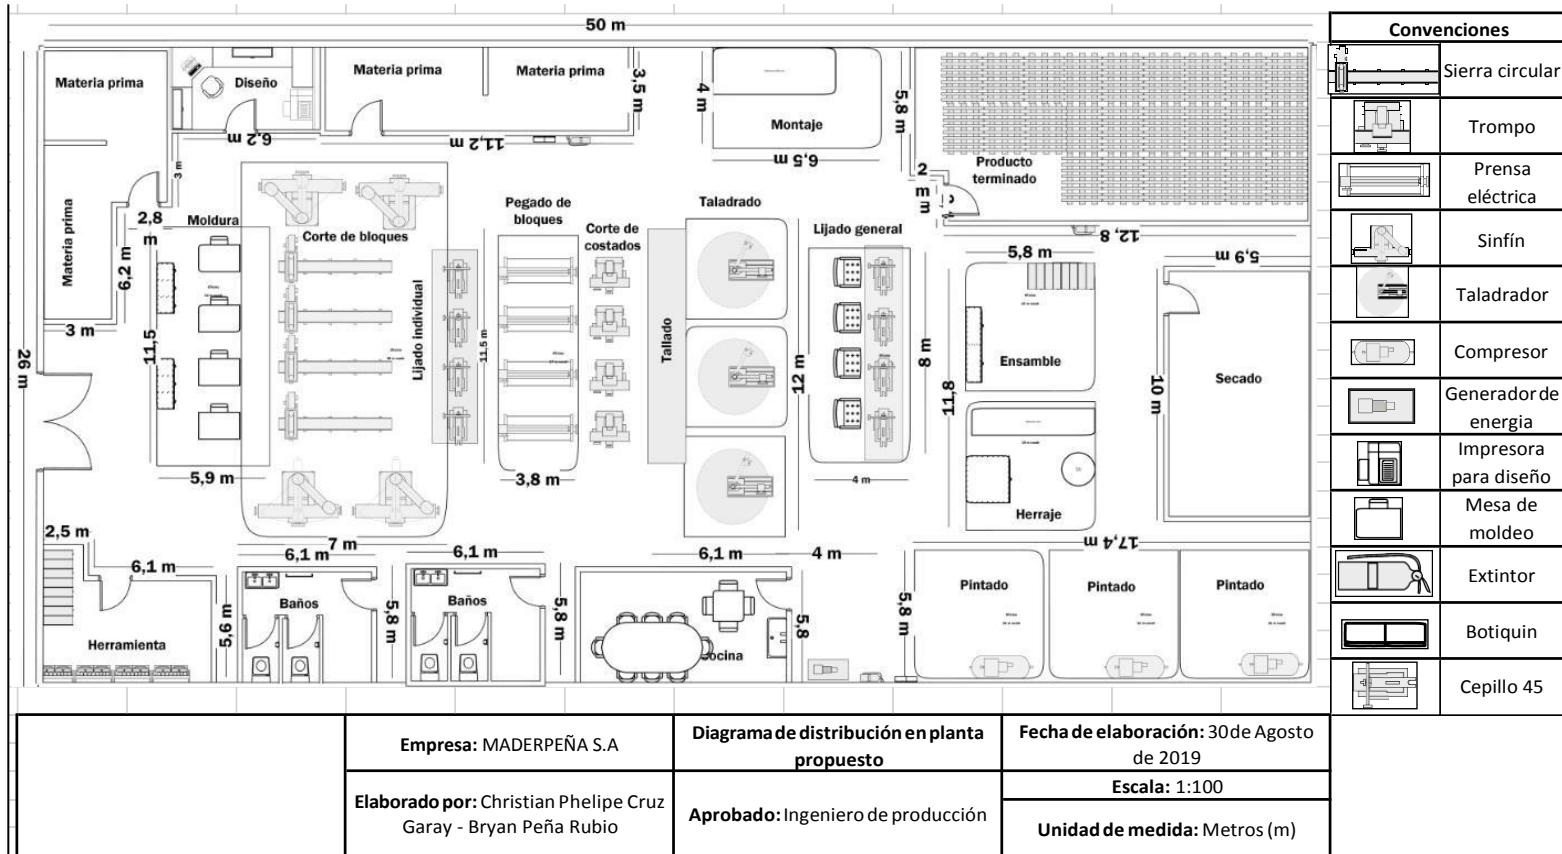 50 m
Materia prima
Diseño
Materia prima
Materia prima
3,5 m
4 m
Montaje
5,8 m
6.2 m
11,2 m
6,5 m
Producto
terminado
2
m
m
3 m
2,8
m
Moldura
Corte de bloques
Pegado de
bloques
Corte de
costados
Taladrado
Lijado general
12,8 m
5,8 m
5,9 m
Materia prima
6,2 m
3 m
11,5
Lijado individual
11,5 m
Tallado
12 m
8 m
Ensamble
11,8
10 m
Secado
26 m
5,9 m
3,8 m
4 m
Herraje
2,5 m
7 m
6,1 m
6,1 m
6,1 m
6,1 m
4 m
17,4 m
Herramienta
5,6 m
Baños
5,8 m
Baños
5,8 m
Cocina
5,8
5,8 m
Pintado
Pintado
Pintado
Convenciones
Sierra circular
Trompo
Prensa
eléctrica
Sinfín
Taladrador
Compresor
Generador de
energia
Impresora
para diseño
Mesa de
moldeo
Extintor
Botiquin
Cepillo 45
Empresa: MADERPEÑA S.A
Diagrama de distribución en planta
propuesto
Fecha de elaboración: 30 de Agosto
de 2019
Elaborado por: Christian Phelipe Cruz
Garay - Bryan Peña Rubio
Aprobado: Ingeniero de producción
Escala: 1:100
Unidad de medida: Metros (m)